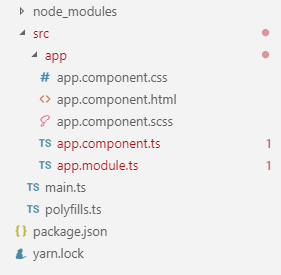 node_modules
src
app
# app.component.css
<> app.component.html
app.component.scss
TS app.component.ts 1
TS app.module.ts 1
TS main.ts
TS polyfills.ts
{} package.json
yarn.lock